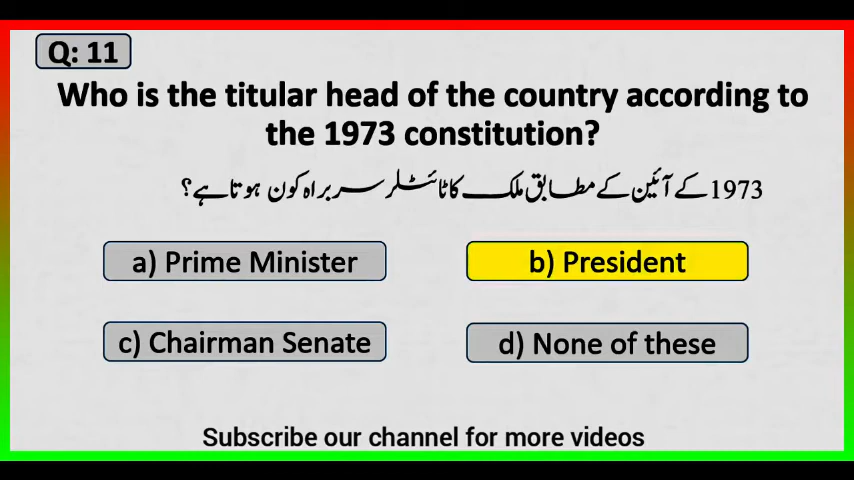 Q: 11
Who is the titular head of the country according to
the 1973 constitution?
1973 کے آئین کے مطابق ملک کا ٹائٹلر سربراہ کون ہوتا ہے؟
a) Prime Minister
b) President
c) Chairman Senate
d) None of these
Subscribe our channel for more videos